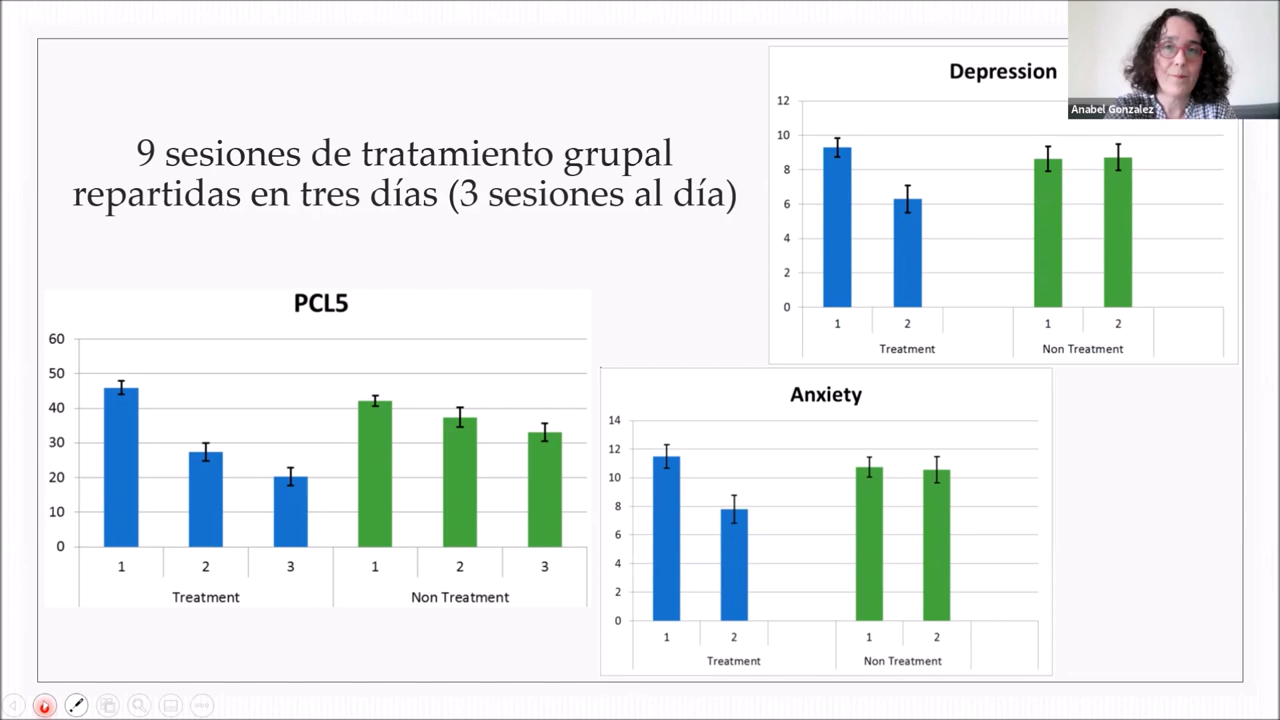 9 sesiones de tratamiento grupal
repartidas en tres días (3 sesiones al día)
Depression
12
10
8
6
4
2
0
1 2 1 2
Treatment Non Treatment
Anabel Gonzalez
PCL5
60
50
40
30
20
10
0
1 2 3 1 2 3
Treatment Non Treatment
Anxiety
14
12
10
8
6
4
2
0
1 2 1 2
Treatment Non Treatment